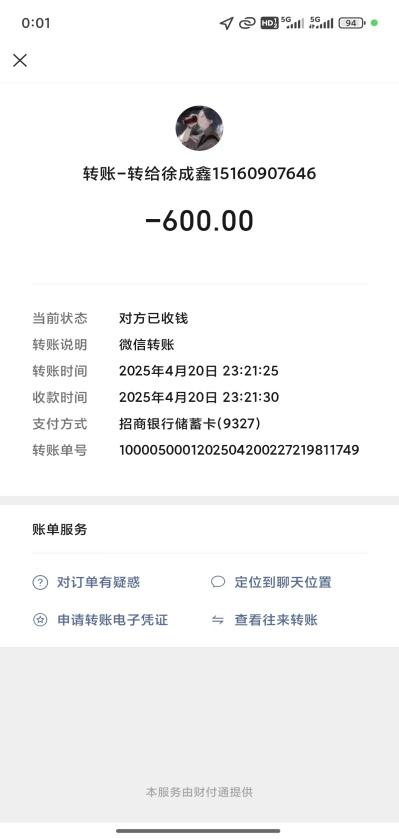 0:01
HD 2 5G 5G 94
转账-转给徐成鑫15160907646
-600.00
当前状态 对方已收钱
转账说明 微信转账
转账时间 2025年4月20日 23:21:25
收款时间 2025年4月20日 23:21:30
支付方式 招商银行储蓄卡(9327)
转账单号 1000050001202504200227219811749
账单服务
对订单有疑惑 定位到聊天位置
申请转账电子凭证 查看往来转账
本服务由财付通提供